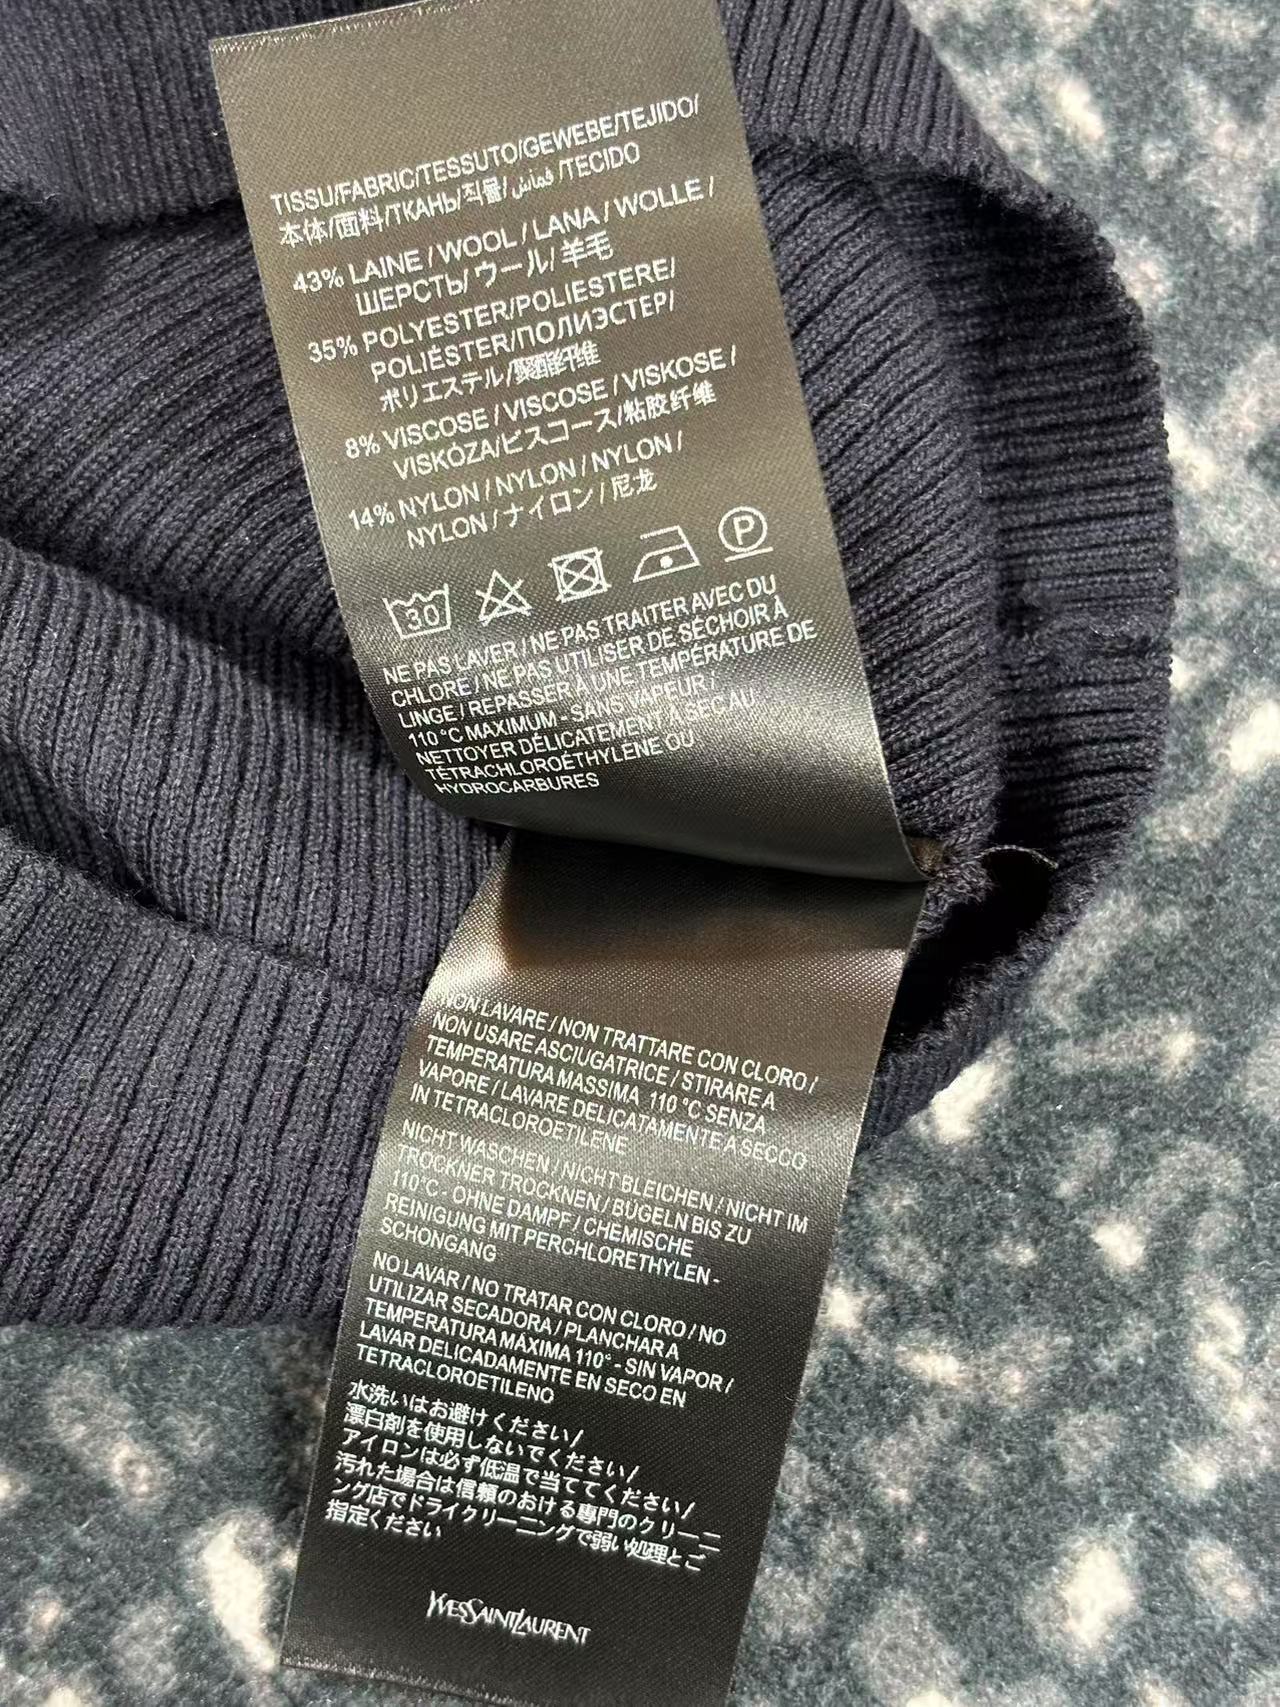 TISSU/FABRIC/TESSUTO/GEWEBE/TEJIDO/
本体/面料/ТКАНЬ/직물/قماش/TECIDO
43% LAINE / WOOL / LANA / WOLLE /
ШЕРСТЬ/ ウール/ 羊毛
35% POLYESTER/POLIESTERE/
POLIÉSTER/ПОЛИЭСТЕР/
ポリエステル/聚酯纤维
8% VISCOSE / VISCOSE / VISKOSE /
VISKÓZA/ビスコース/粘胶纤维
14% NYLON / NYLON / NYLON /
NYLON / ナイロン / 尼龙
30 P
NE PAS LAVER / NE PAS TRAITER AVEC DU
CHLORE / NE PAS UTILISER DE SÉCHOIR À
LINGE / REPASSER À UNE TEMPÉRATURE DE
110 °C MAXIMUM - SANS VAPEUR /
NETTOYER DÉLICATEMENT À SEC AU
TÉTRACHLOROÉTHYLÈNE OU
HYDROCARBURES
NON LAVARE / NON TRATTARE CON CLORO /
NON USARE ASCIUGATRICE / STIRARE A
TEMPERATURA MASSIMA 110 °C SENZA
VAPORE / LAVARE DELICATAMENTE A SECCO
IN TETRACLOROETILENE
NICHT WASCHEN / NICHT BLEICHEN / NICHT IM
TROCKNER TROCKNEN / BÜGELN BIS ZU
110°C - OHNE DAMPF / CHEMISCHE
REINIGUNG MIT PERCHLORETHYLEN -
SCHONGANG
NO LAVAR / NO TRATAR CON CLORO / NO
UTILIZAR SECADORA / PLANCHAR A
TEMPERATURA MÁXIMA 110° - SIN VAPOR /
LAVAR DELICADAMENTE EN SECO EN
TETRACLOROETILENO
水洗いはお避けください/
漂白剤を使用しないでください/
アイロンは必ず低温で当ててください/
汚れた場合は信頼のおける専門のクリーニ
ング店でドライクリーニングで弱い処理とご
指定ください
YVESSAINTLAURENT